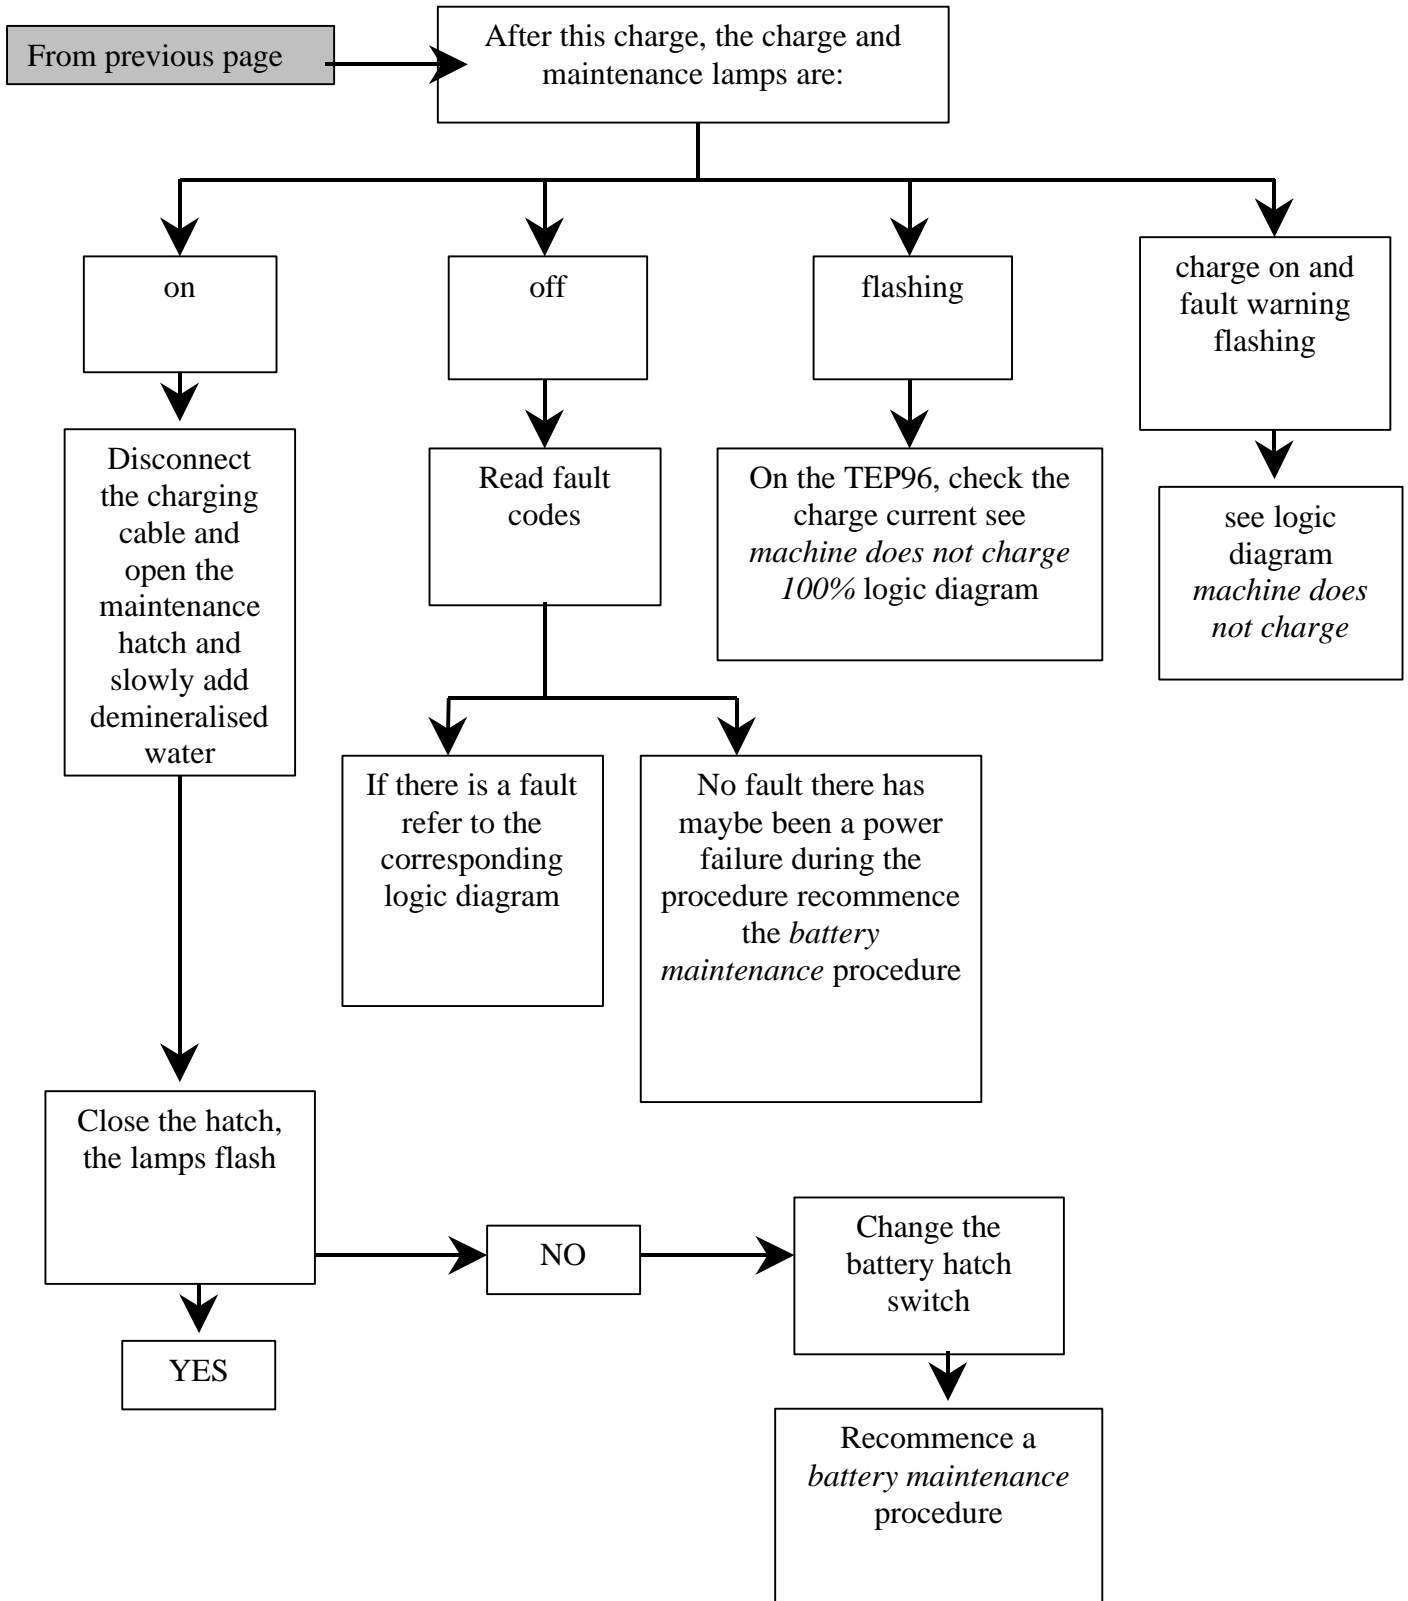 From previous page
After this charge, the charge and
maintenance lamps are:
on
off
flashing
charge on and
fault warning
flashing
Disconnect
the charging
cable and
open the
maintenance
hatch and
slowly add
demineralised
water
Read fault
codes
On the TEP96, check the
charge current see
machine does not charge
100% logic diagram
see logic
diagram
machine does
not charge
If there is a fault
refer to the
corresponding
logic diagram
No fault there has
maybe been a power
failure during the
procedure recommence
the battery
maintenance procedure
Close the hatch,
the lamps flash
NO
Change the
battery hatch
switch
YES
Recommence a
battery maintenance
procedure